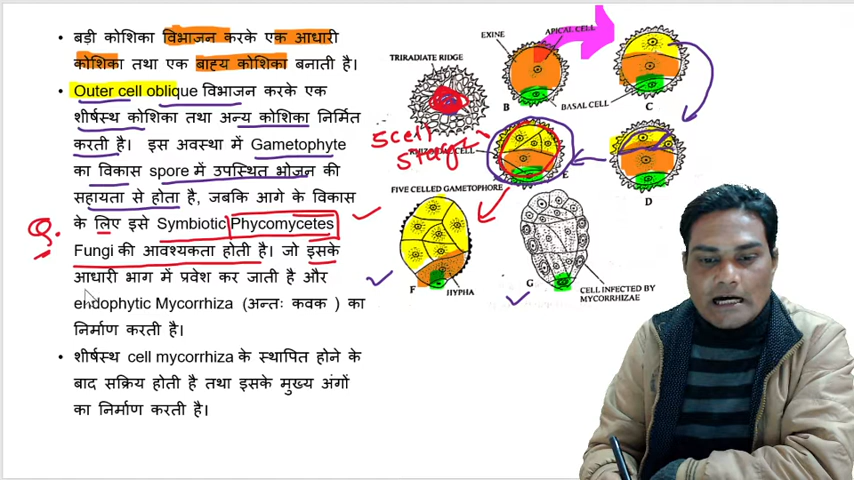 • बड़ी कोशिका विभाजन करके एक आधारी
कोशिका तथा एक बाह्य कोशिका बनाती है।
• Outer cell oblique विभाजन करके एक
शीर्षस्थ कोशिका तथा अन्य कोशिका निर्मित
करती है। इस अवस्था में Gametophyte
का विकास spore में उपस्थित भोजन की
सहायता से होता है, जबकि आगे के विकास
के लिए इसे Symbiotic Phycomycetes
Fungi की आवश्यकता होती है। जो इसके
आधारी भाग में प्रवेश कर जाती है और
endophytic Mycorrhiza (अन्तः कवक ) का
निर्माण करती है।
• शीर्षस्थ cell mycorrhiza के स्थापित होने के
बाद सक्रिय होती है तथा इसके मुख्य अंगों
का निर्माण करती है।
Q.
EXINE
APICAL CELL
TRIRADIATE RIDGE
B
BASAL CELL
C
5 cell
stage
CELL
E
D
FIVE CELLED GAMETOPHORE
F
HYPHA
G
CELL INFECTED BY
MYCORRHIZAE